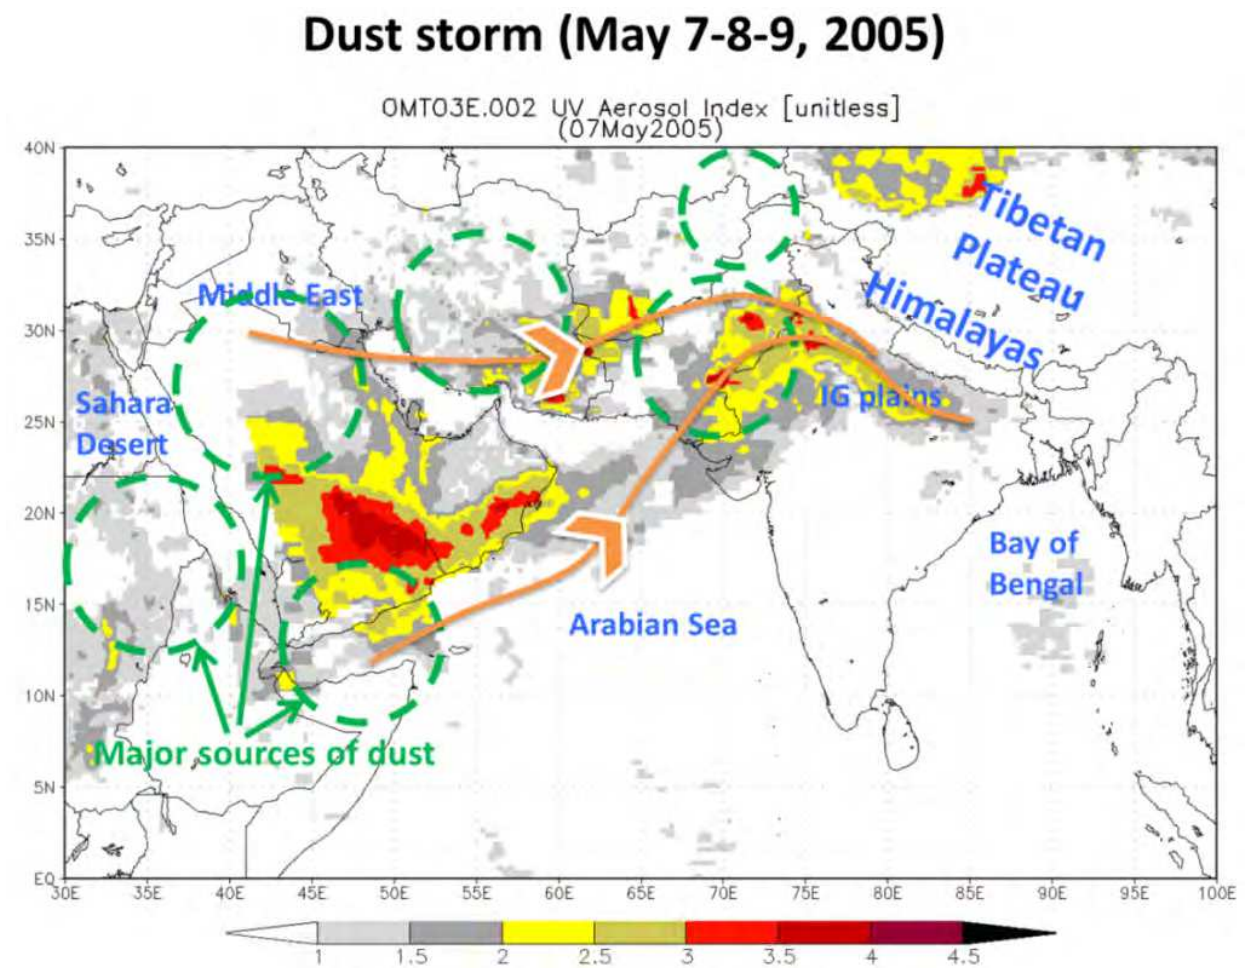 Dust storm (May 7-8-9, 2005)
OMTO3E.002 UV Aerosol Index [unitless]
(07May2005)
40N
35N
30N
25N
20N
15N
10N
5N
EQ
Tibetan
Plateau
Himalayas
Middle East
Sahara
Desert
IG plains
Bay of
Bengal
Arabian Sea
Major sources of dust
30E 35E 40E 45E 50E 55E 60E 65E 70E 75E 80E 85E 90E 95E 100E
1 1.5 2 2.5 3 3.5 4 4.5